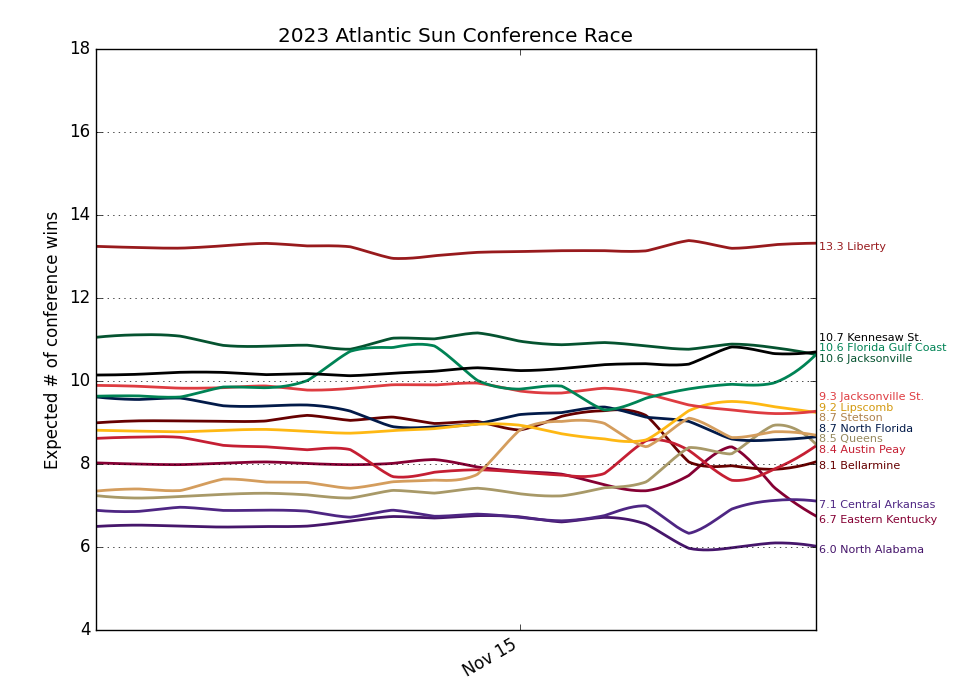 2023 Atlantic Sun Conference Race
Expected # of conference wins
18
16
14
12
10
8
6
4
Nov 15
13.3 Liberty
10.7 Kennesaw St.
10.6 Florida Gulf Coast
10.6 Jacksonville
9.3 Jacksonville St.
9.2 Lipscomb
8.7 Stetson
8.7 North Florida
8.5 Queens
8.4 Austin Peay
8.1 Bellarmine
7.1 Central Arkansas
6.7 Eastern Kentucky
6.0 North Alabama